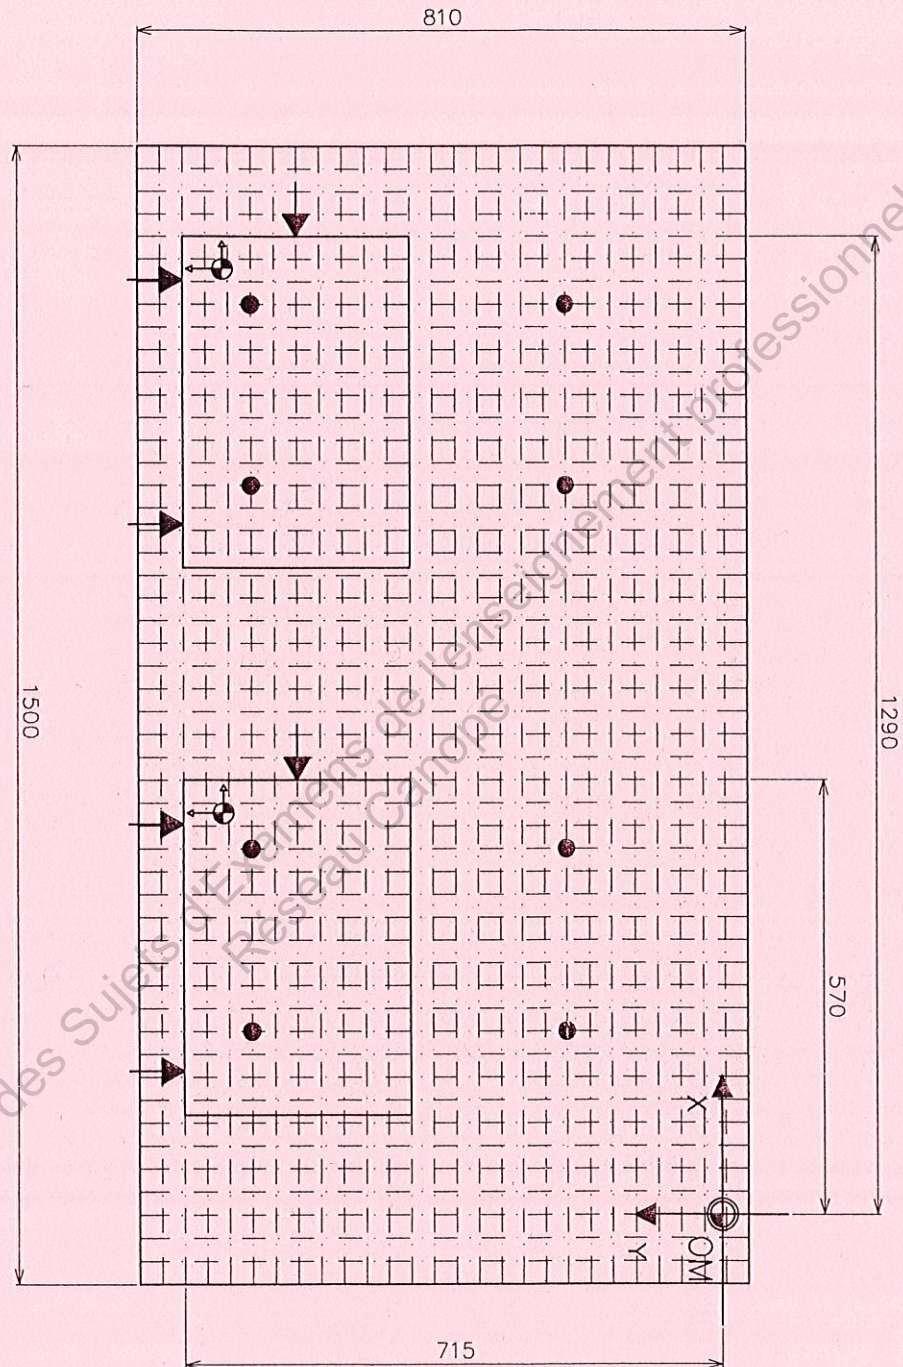 810
1500
1290
570
X
Y
OM
715
des Sujets d'Examens de l'enseignement professionnel
Réseau Canopé